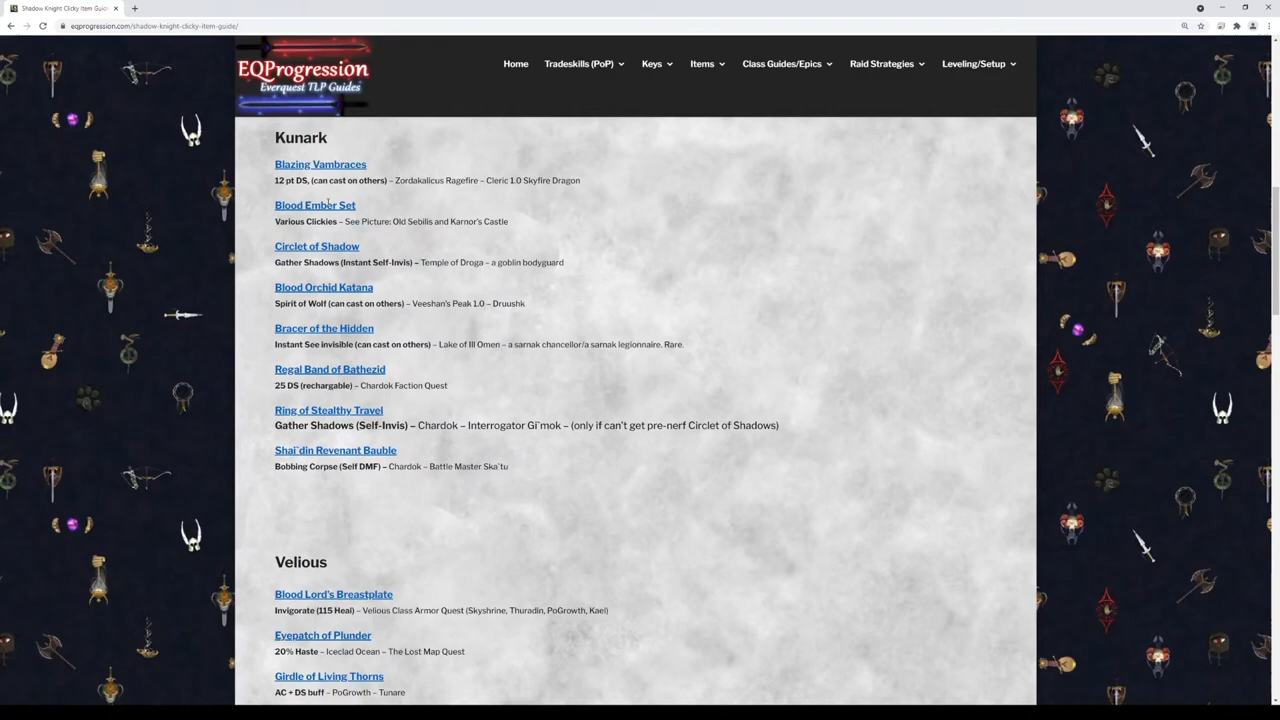 Shadow Knight Clicky Item Guid
eqprogression.com/shadow-knight-clicky-item-guide/
EQProgression
Everquest TLP Guides
Home
Tradeskills (PoP)
Keys
Items
Class Guides/Epics
Raid Strategies
Leveling/Setup
Kunark
Blazing Vambraces
12 pt DS, (can cast on others) – Zordakalicus Ragefire – Cleric 1.0 Skyfire Dragon
Blood Ember Set
Various Clickies – See Picture: Old Sebilis and Karnor's Castle
Circlet of Shadow
Gather Shadows (Instant Self-Invis) – Temple of Droga – a goblin bodyguard
Blood Orchid Katana
Spirit of Wolf (can cast on others) – Veeshan's Peak 1.0 – Druushk
Bracer of the Hidden
Instant See invisible (can cast on others) – Lake of Ill Omen – a sarnak chancellor/a sarnak legionnaire. Rare.
Regal Band of Bathezid
25 DS (rechargable) – Chardok Faction Quest
Ring of Stealthy Travel
Gather Shadows (Self-Invis) – Chardok – Interrogator Gi`mok – (only if can't get pre-nerf Circlet of Shadows)
Shai`din Revenant Bauble
Bobbing Corpse (Self DMF) – Chardok – Battle Master Ska`tu
Velious
Blood Lord's Breastplate
Invigorate (115 Heal) – Velious Class Armor Quest (Skyshrine, Thuradin, PoGrowth, Kael)
Eyepatch of Plunder
20% Haste – Iceclad Ocean – The Lost Map Quest
Girdle of Living Thorns
AC + DS buff – PoGrowth – Tunare